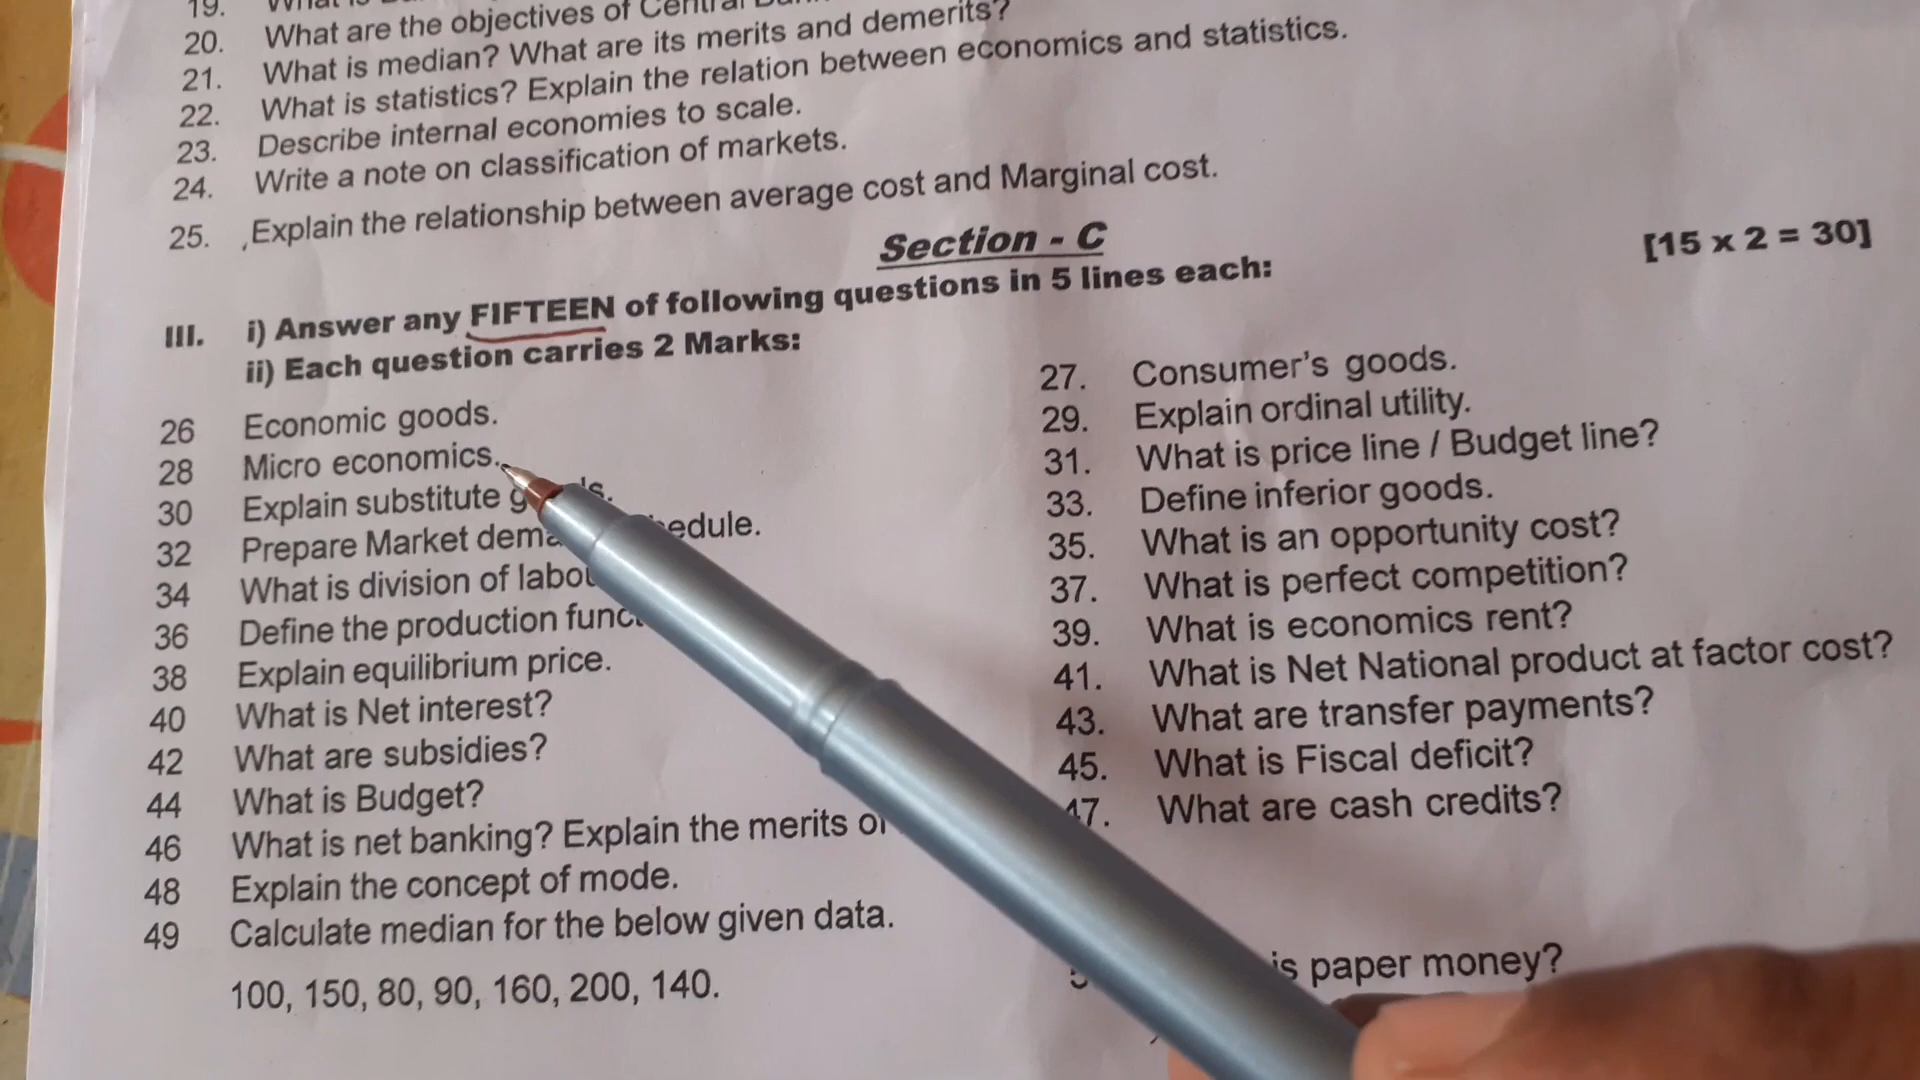 19.
20. What are the objectives of Central
21. What is median? What are its merits and demerits?
22. What is statistics? Explain the relation between economics and statistics.
23. Describe internal economies to scale.
24. Write a note on classification of markets.
25. ,Explain the relationship between average cost and Marginal cost.
Section - C
[15 x 2 = 30]
III. i) Answer any FIFTEEN of following questions in 5 lines each:
ii) Each question carries 2 Marks:
26 Economic goods.
27. Consumer's goods.
28 Micro economics.
29. Explain ordinal utility.
30 Explain substitute
31. What is price line / Budget line?
32 Prepare Market
33. Define inferior goods.
34 What is division of
35. What is an opportunity cost?
36 Define the production
37. What is perfect competition?
38 Explain equilibrium price.
39. What is economics rent?
40 What is Net interest?
41. What is Net National product at factor cost?
42 What are subsidies?
43. What are transfer payments?
44 What is Budget?
45. What is Fiscal deficit?
46 What is net banking? Explain the merits
47. What are cash credits?
48 Explain the concept of mode.
49 Calculate median for the below given data.
is paper money?
100, 150, 80, 90, 160, 200, 140.